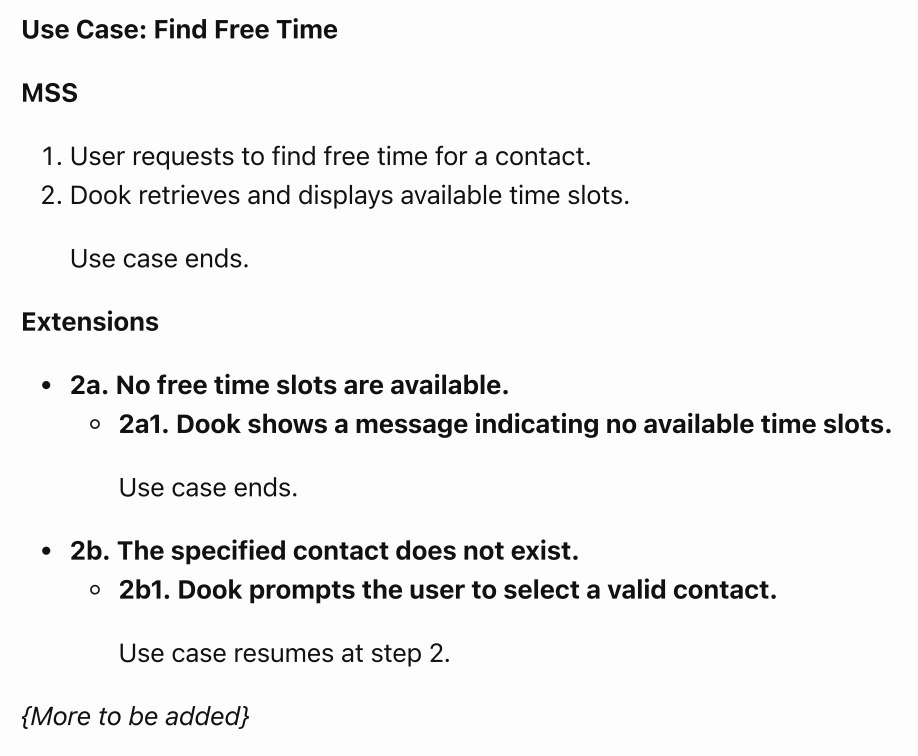 Use Case: Find Free Time
MSS
1. User requests to find free time for a contact.
2. Dook retrieves and displays available time slots.
Use case ends.
Extensions
• 2a. No free time slots are available.
◦ 2a1. Dook shows a message indicating no available time slots.
Use case ends.
• 2b. The specified contact does not exist.
◦ 2b1. Dook prompts the user to select a valid contact.
Use case resumes at step 2.
{More to be added}